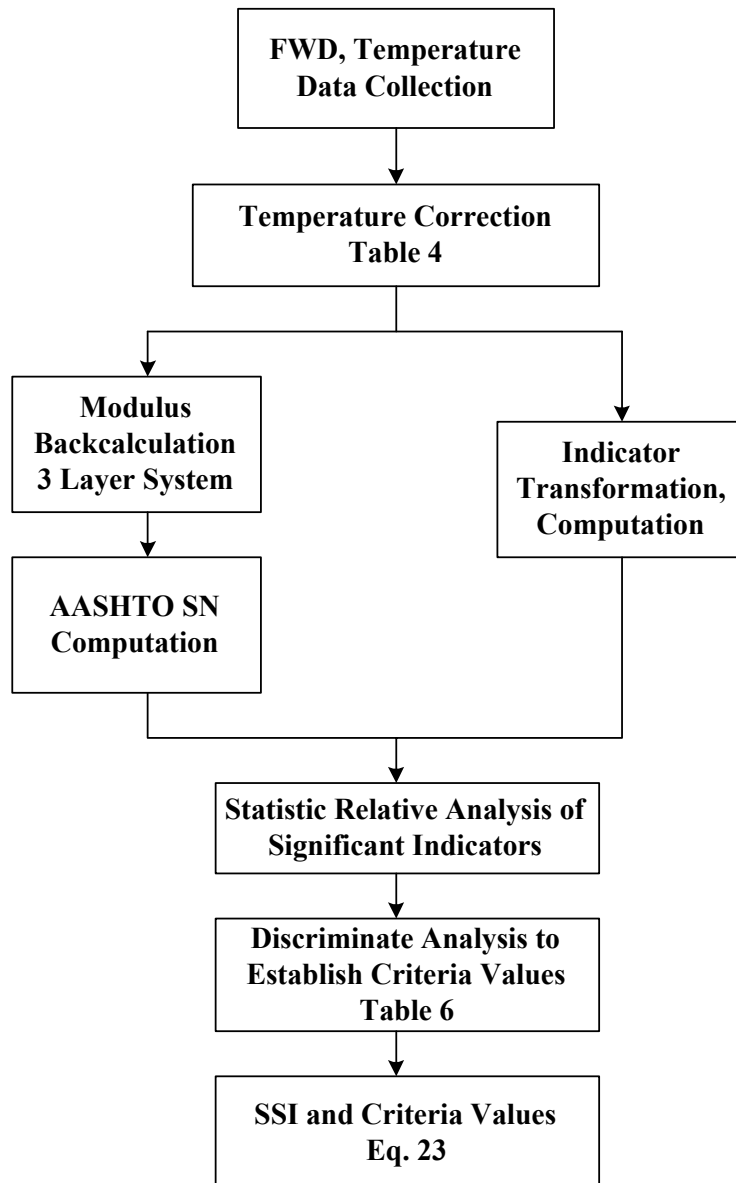 FWD, Temperature
Data Collection
Temperature Correction
Table 4
Modulus
Backcalculation
3 Layer System
Indicator
Transformation,
Computation
AASHTO SN
Computation
Statistic Relative Analysis of
Significant Indicators
Discriminate Analysis to
Establish Criteria Values
Table 6
SSI and Criteria Values
Eq. 23